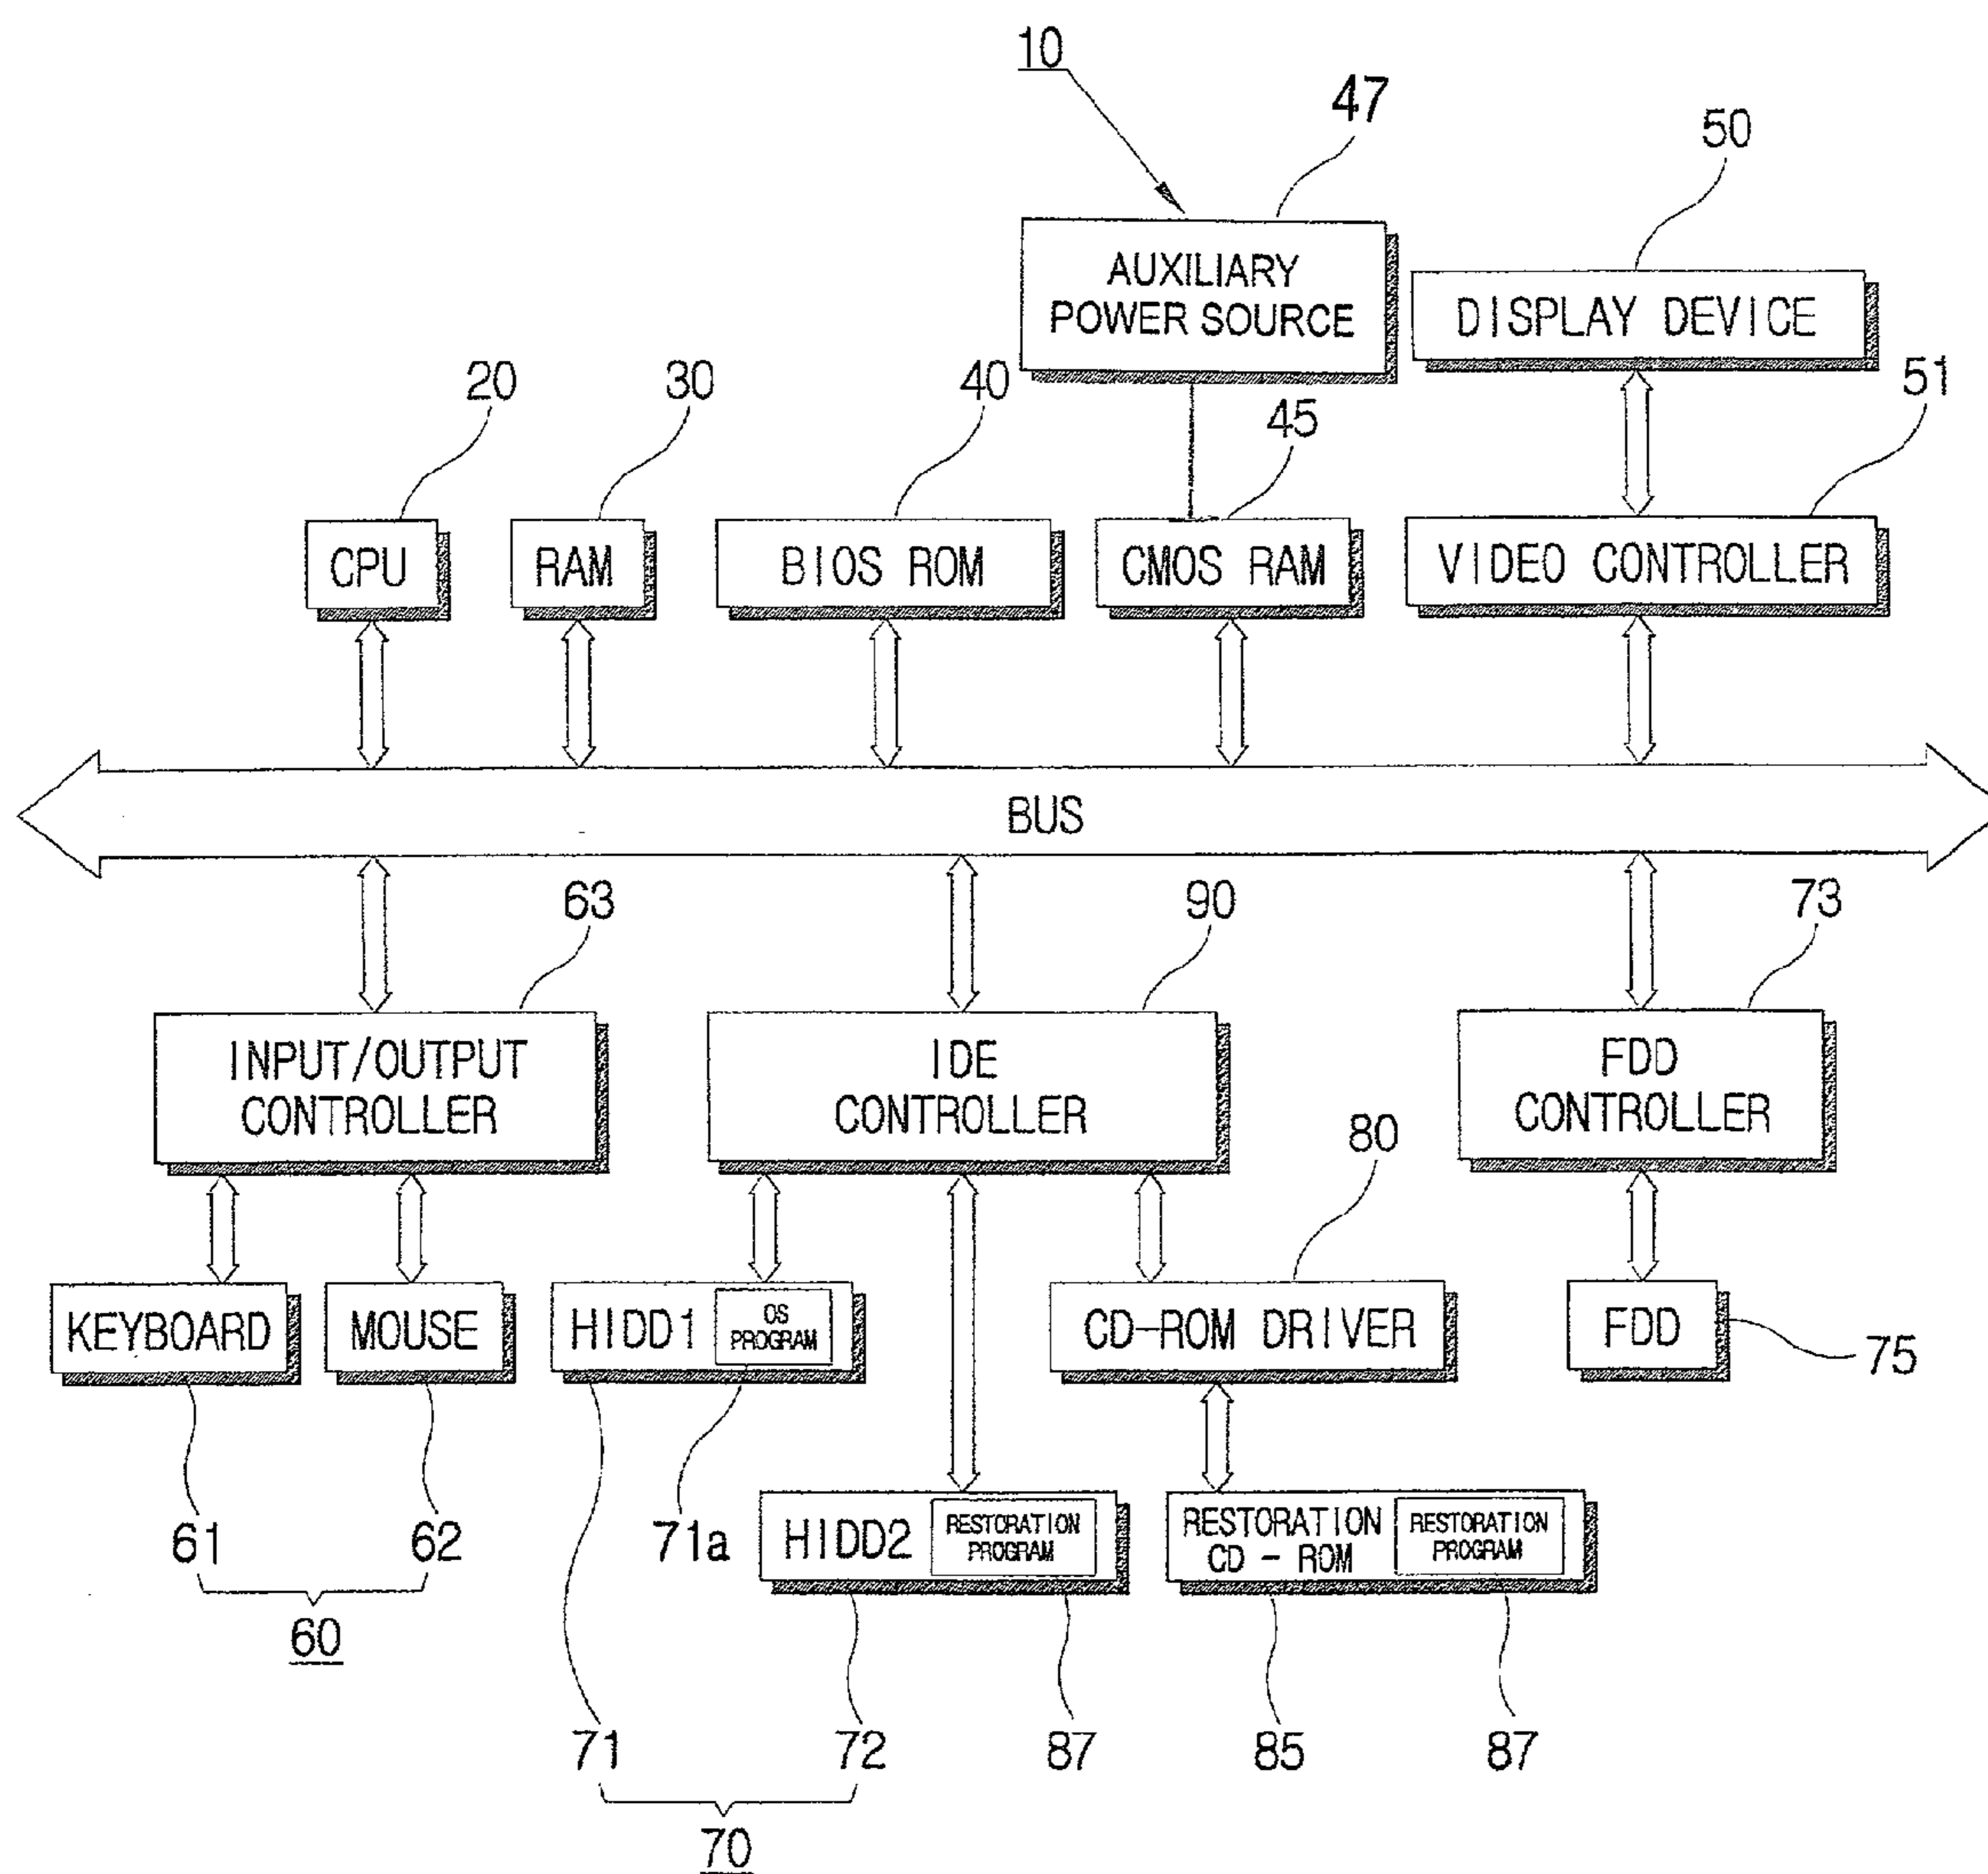 10
47
50
AUXILIARY
POWER SOURCE
DISPLAY DEVICE
20
30
40
45
51
CPU
RAM
BIOS ROM
CMOS RAM
VIDEO CONTROLLER
BUS
63
90
73
INPUT/OUTPUT
CONTROLLER
IDE
CONTROLLER
FDD
CONTROLLER
80
KEYBOARD
MOUSE
HIDD1
OS
PROGRAM
CD-ROM DRIVER
FDD
75
61
62
71a
HIDD2
RESTORATION
PROGRAM
RESTORATION
CD - ROM
RESTORATION
PROGRAM
60
71
72
87
85
87
70